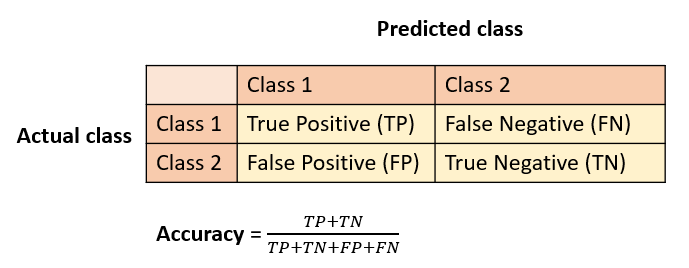 Predicted class
Class 1 Class 2
Actual class
Class 1 True Positive (TP) False Negative (FN)
Class 2 False Positive (FP) True Negative (TN)
Accuracy = TP+TN
TP+TN+FP+FN